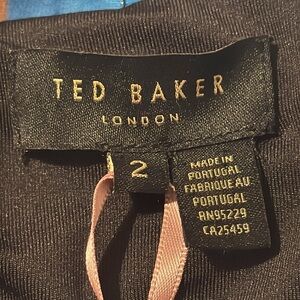 TED BAKER
LONDON
2
MADE IN
PORTUGAL
FABRIQUE AU
PORTUGAL
RN95229
CA25459